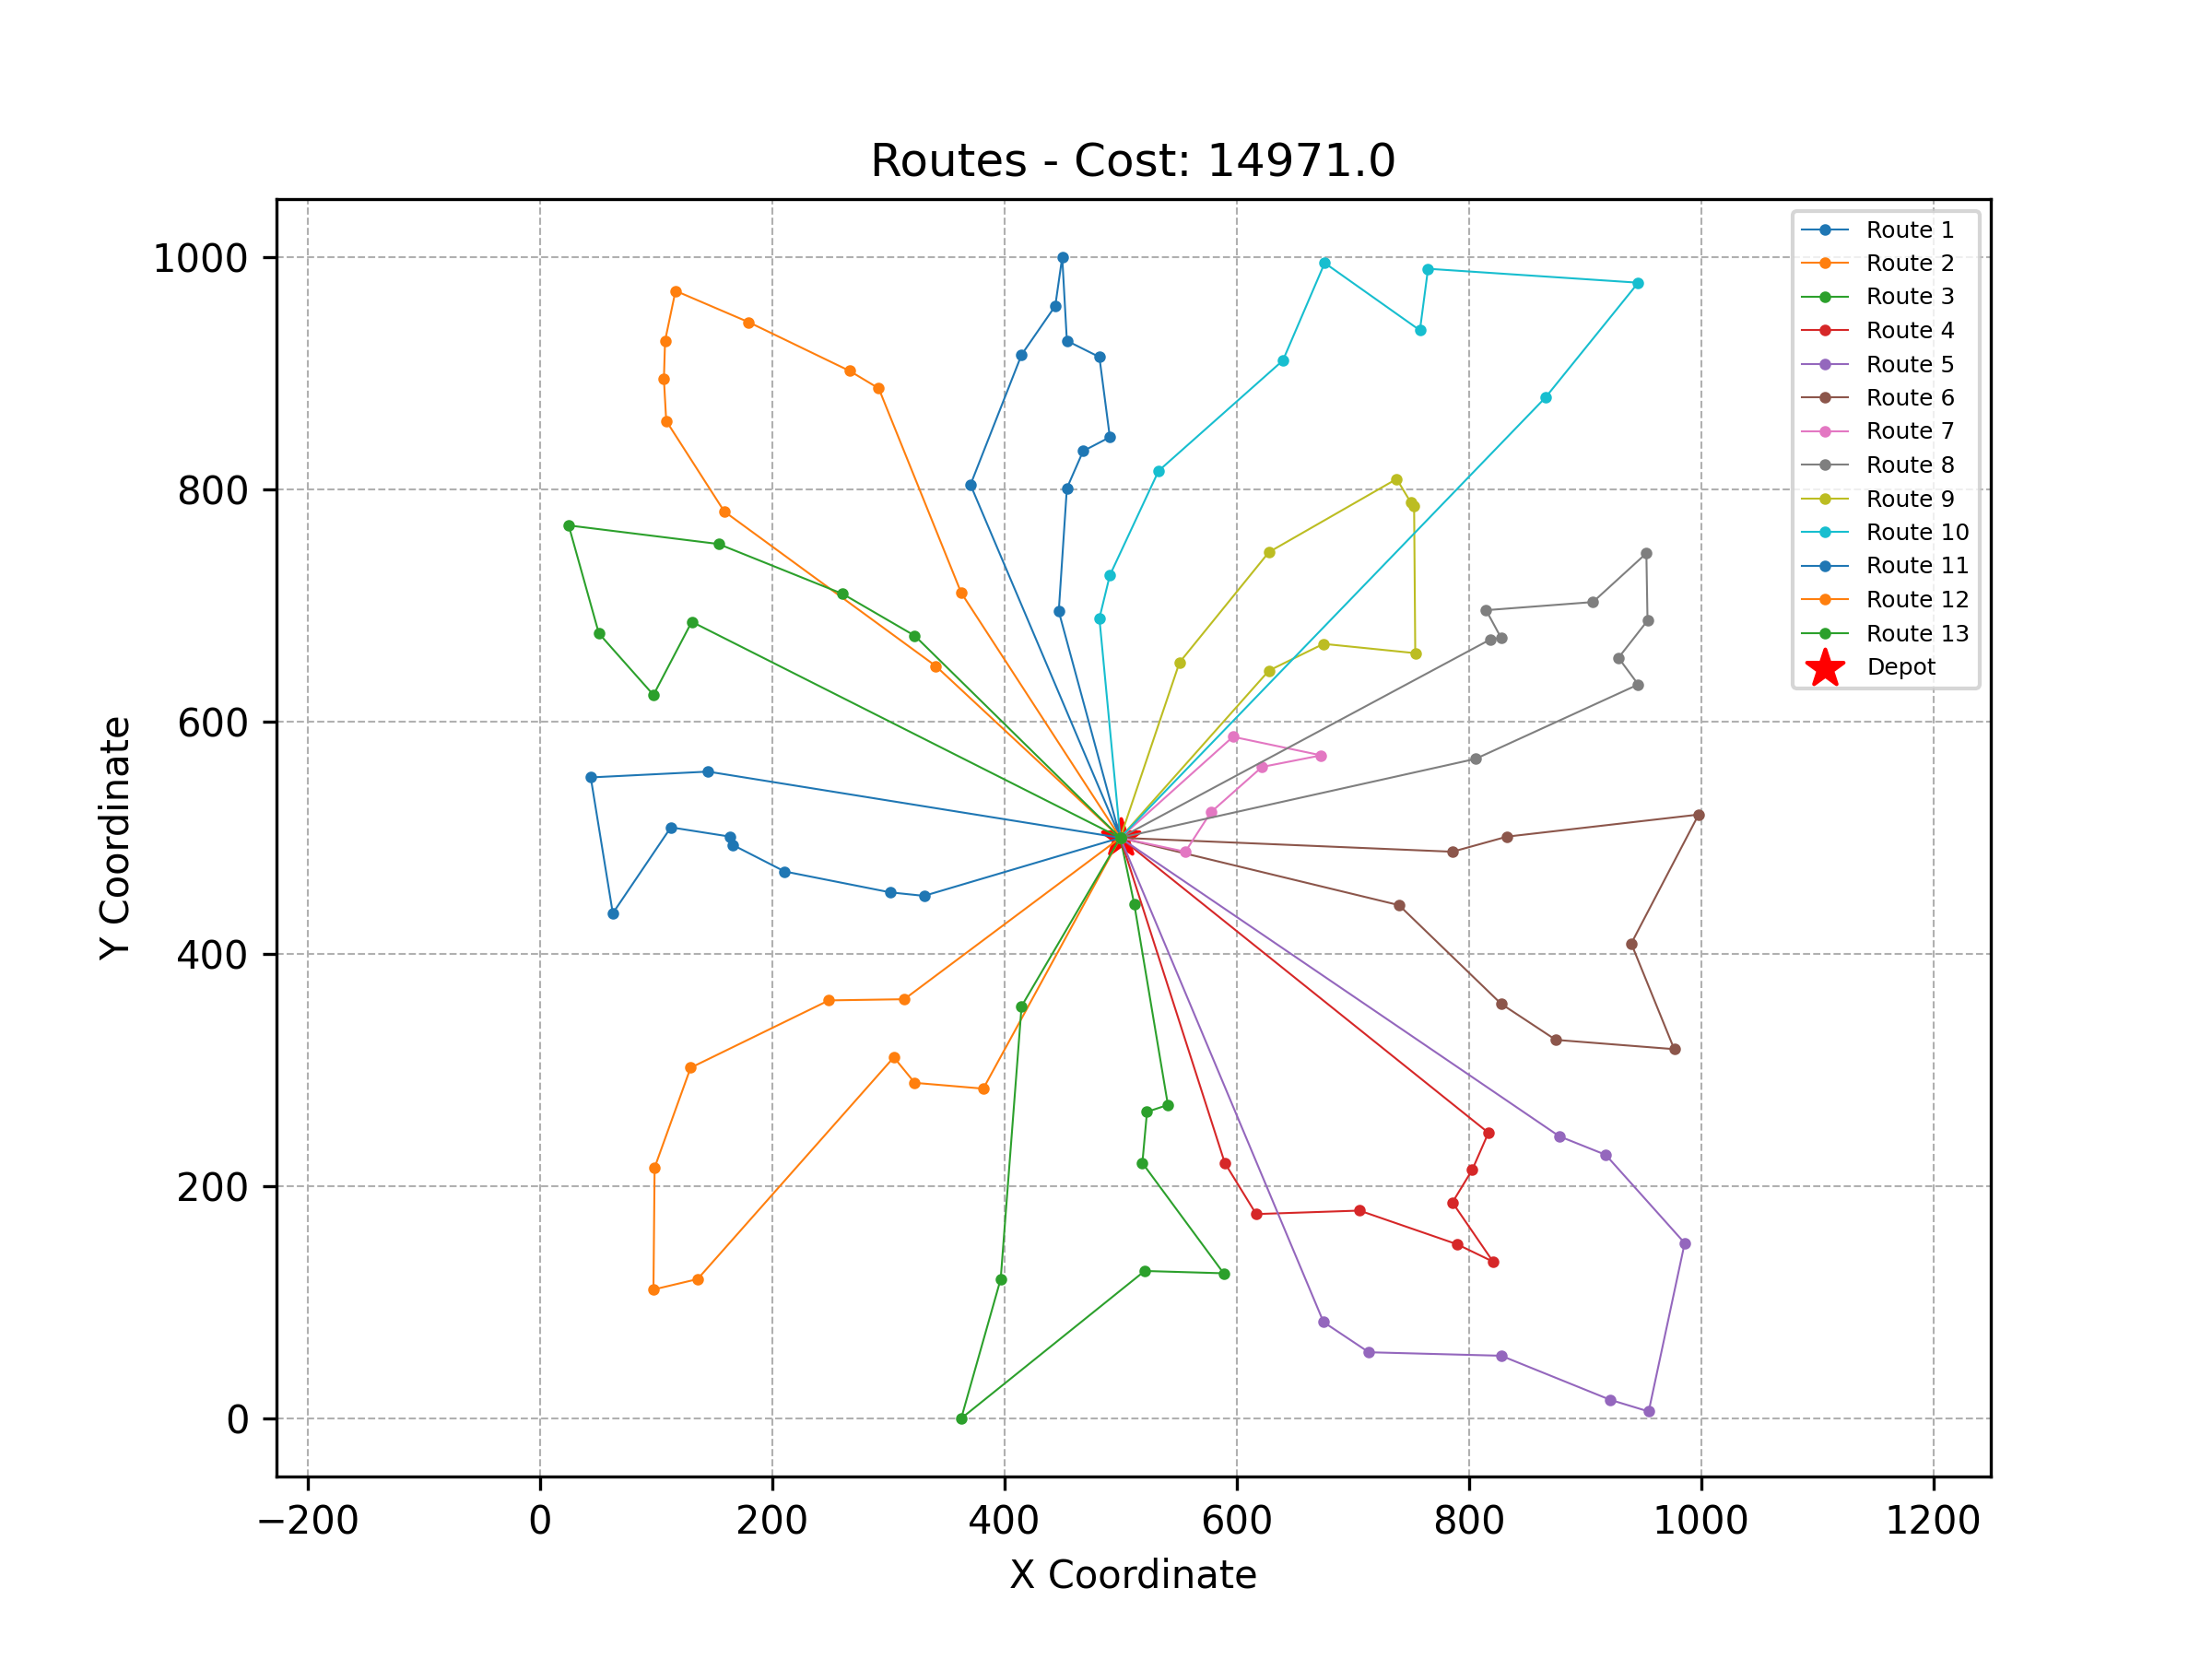 Routes - Cost: 14971.0
1000
800
600
400
200
0
Y Coordinate
−200 0 200 400 600 800 1000 1200
X Coordinate
Route 1
Route 2
Route 3
Route 4
Route 5
Route 6
Route 7
Route 8
Route 9
Route 10
Route 11
Route 12
Route 13
Depot